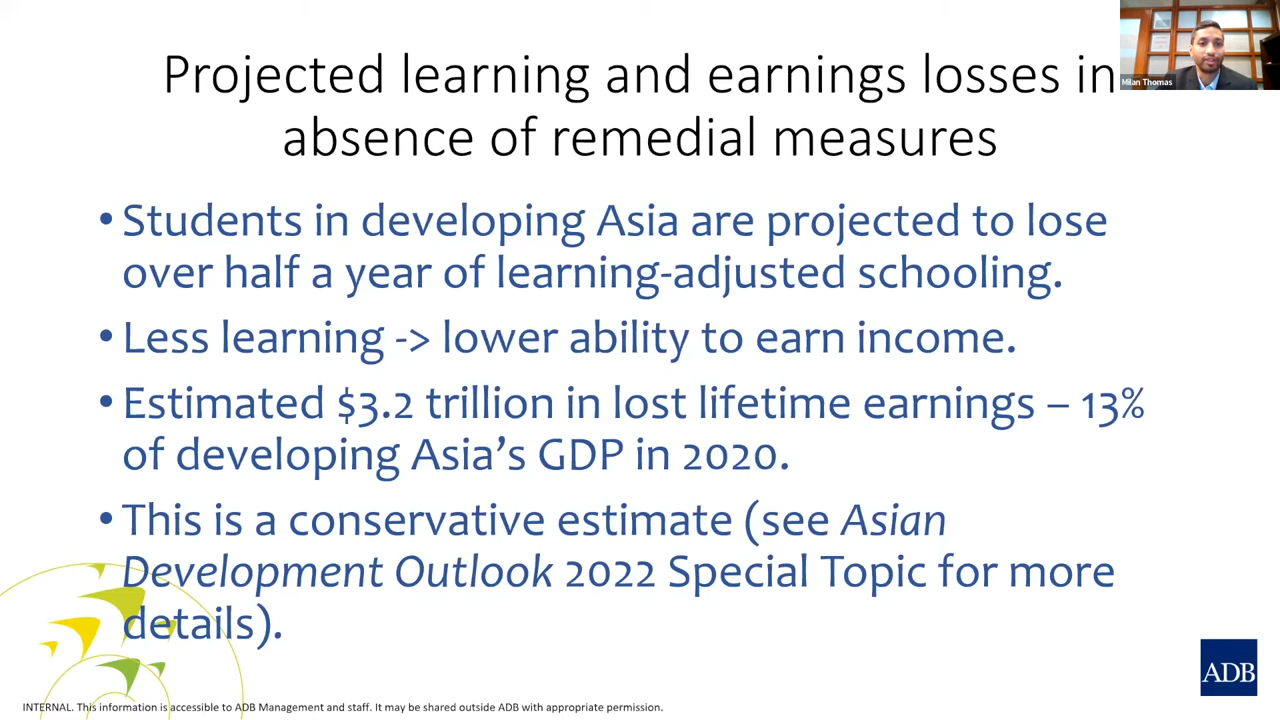 Projected learning and earnings losses in
absence of remedial measures
Milan Thomas
• Students in developing Asia are projected to lose
over half a year of learning-adjusted schooling.
• Less learning -> lower ability to earn income.
• Estimated $3.2 trillion in lost lifetime earnings – 13%
of developing Asia’s GDP in 2020.
• This is a conservative estimate (see Asian
Development Outlook 2022 Special Topic for more
details).
ADB
INTERNAL. This information is accessible to ADB Management and staff. It may be shared outside ADB with appropriate permission.